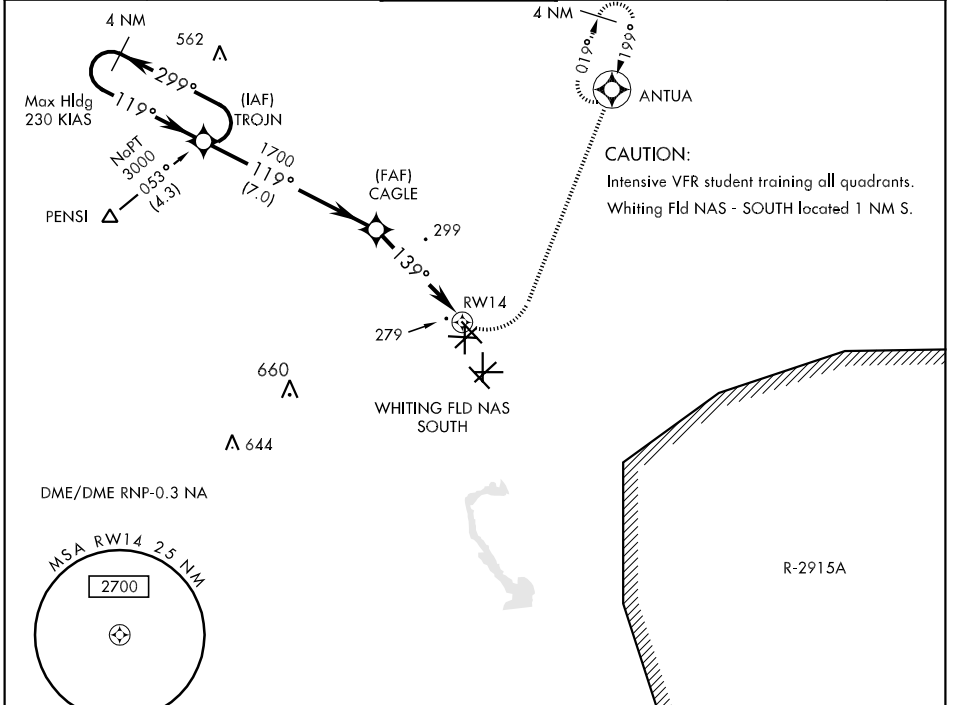 4 NM
562
299°
119°
Max Hldg
230 KIAS
(IAF)
TROJN
NoPT
3000
053°
(4.3)
PENSI
1700
119°
(7.0)
(FAF)
CAGLE
299
139°
RW14
279
4 NM
019°
199°
ANTUA
CAUTION:
Intensive VFR student training all quadrants.
Whiting Fld NAS - SOUTH located 1 NM S.
660
644
WHITING FLD NAS
SOUTH
DME/DME RNP-0.3 NA
MSA RW14 25 NM
2700
R-2915A